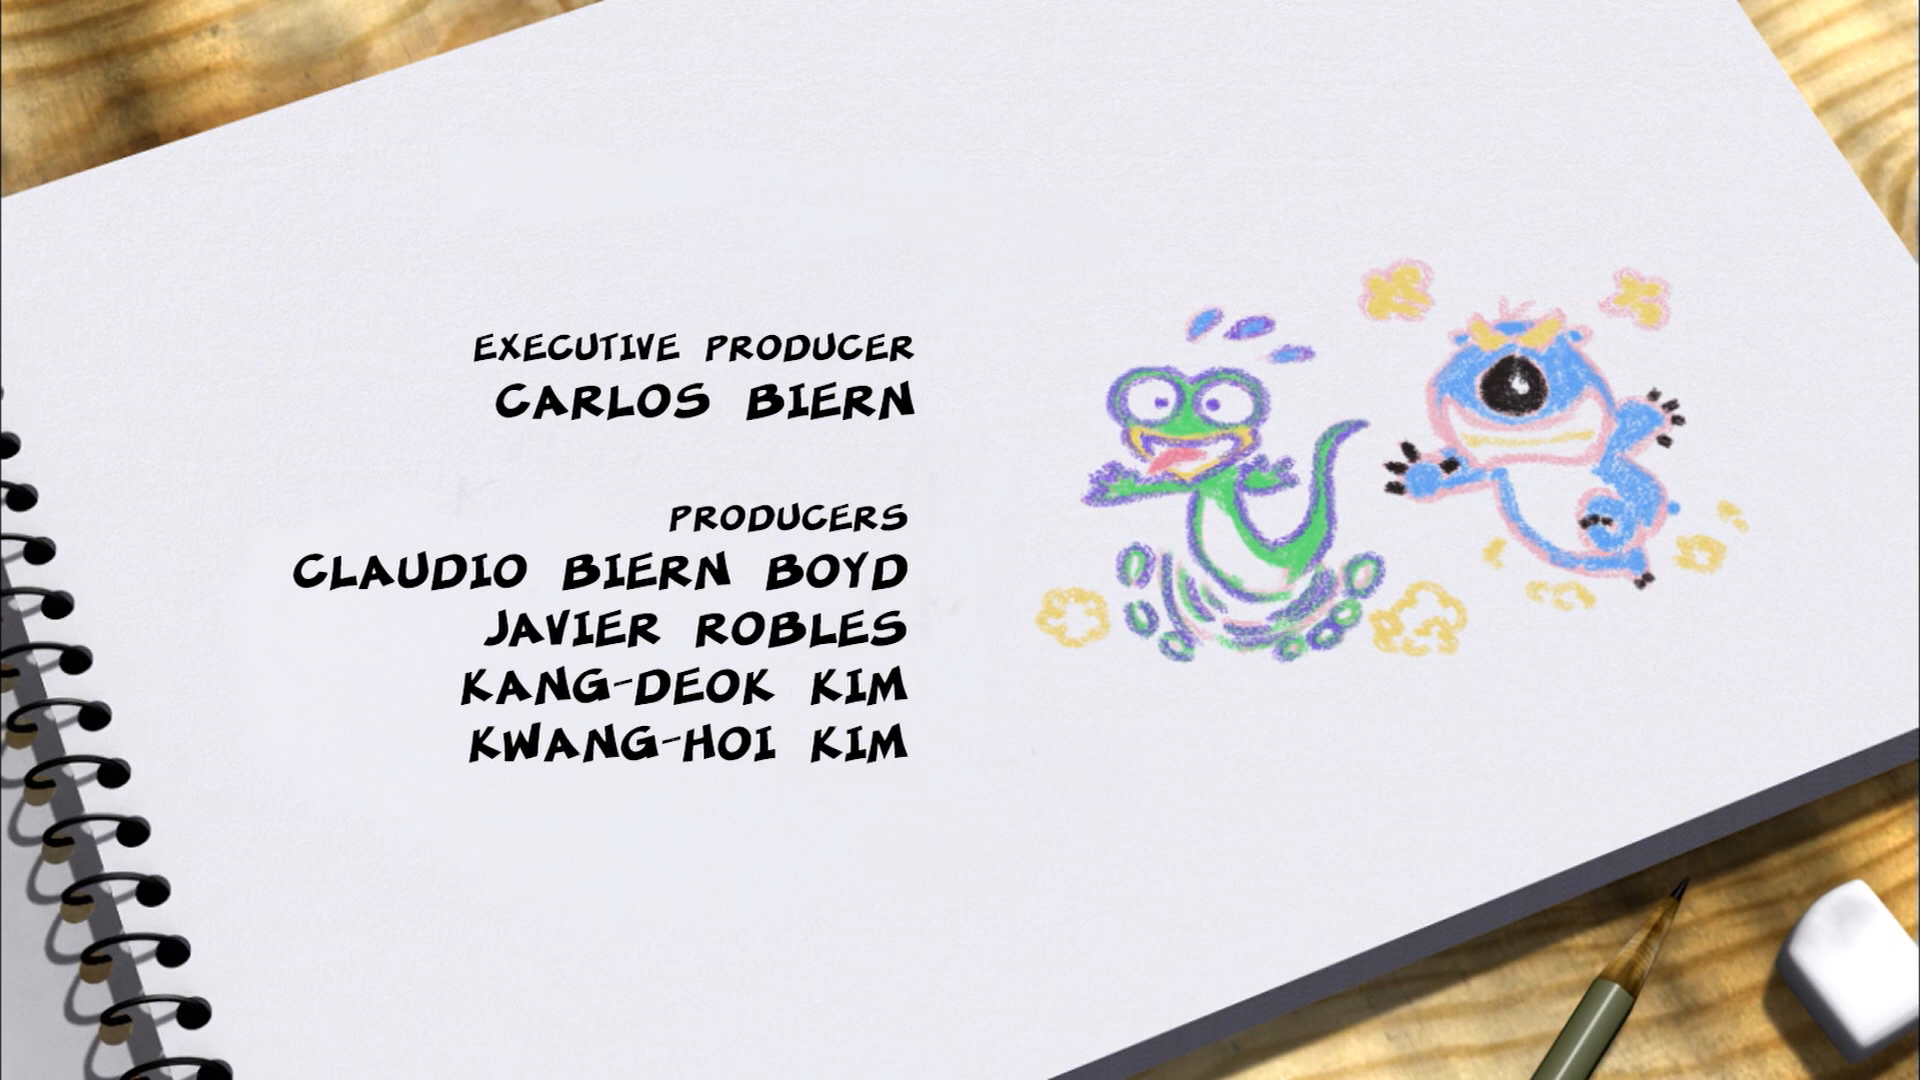 EXECUTIVE PRODUCER
CARLOS BIERN
PRODUCERS
CLAUDIO BIERN BOYD
JAVIER ROBLES
KANG-DEOK KIM
KWANG-HOI KIM